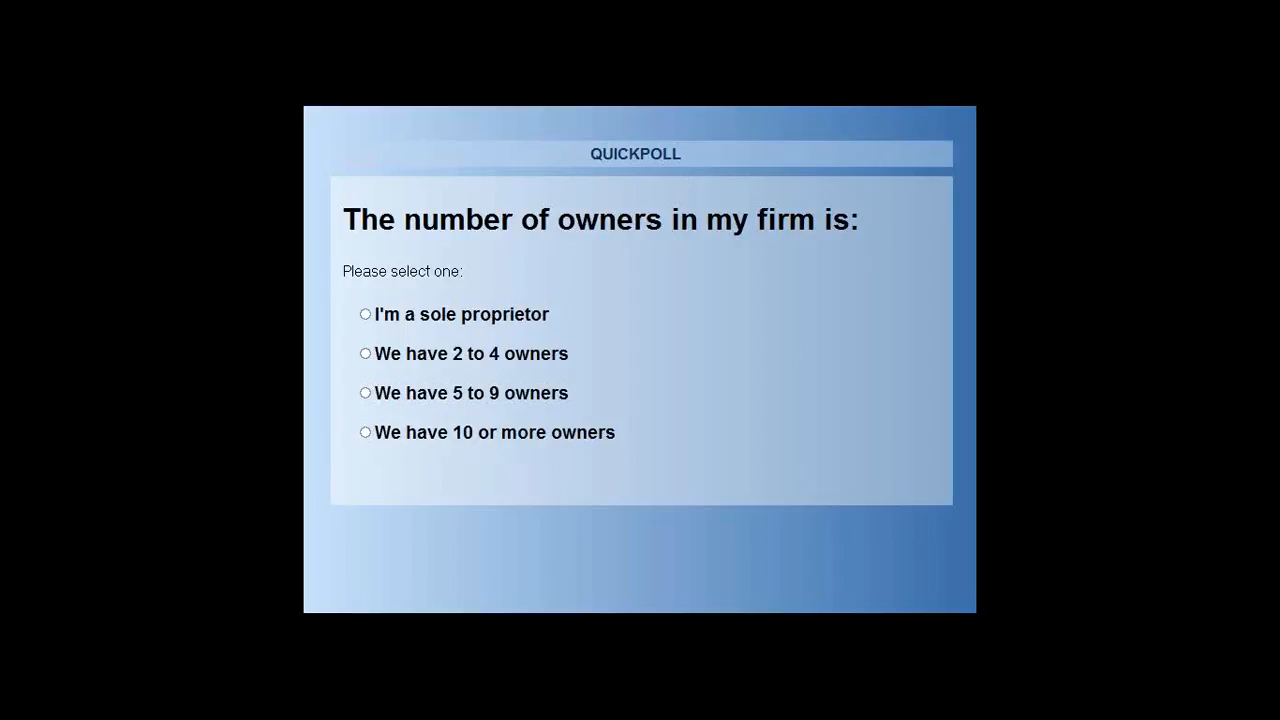 QUICKPOLL
The number of owners in my firm is:
Please select one:
I'm a sole proprietor
We have 2 to 4 owners
We have 5 to 9 owners
We have 10 or more owners